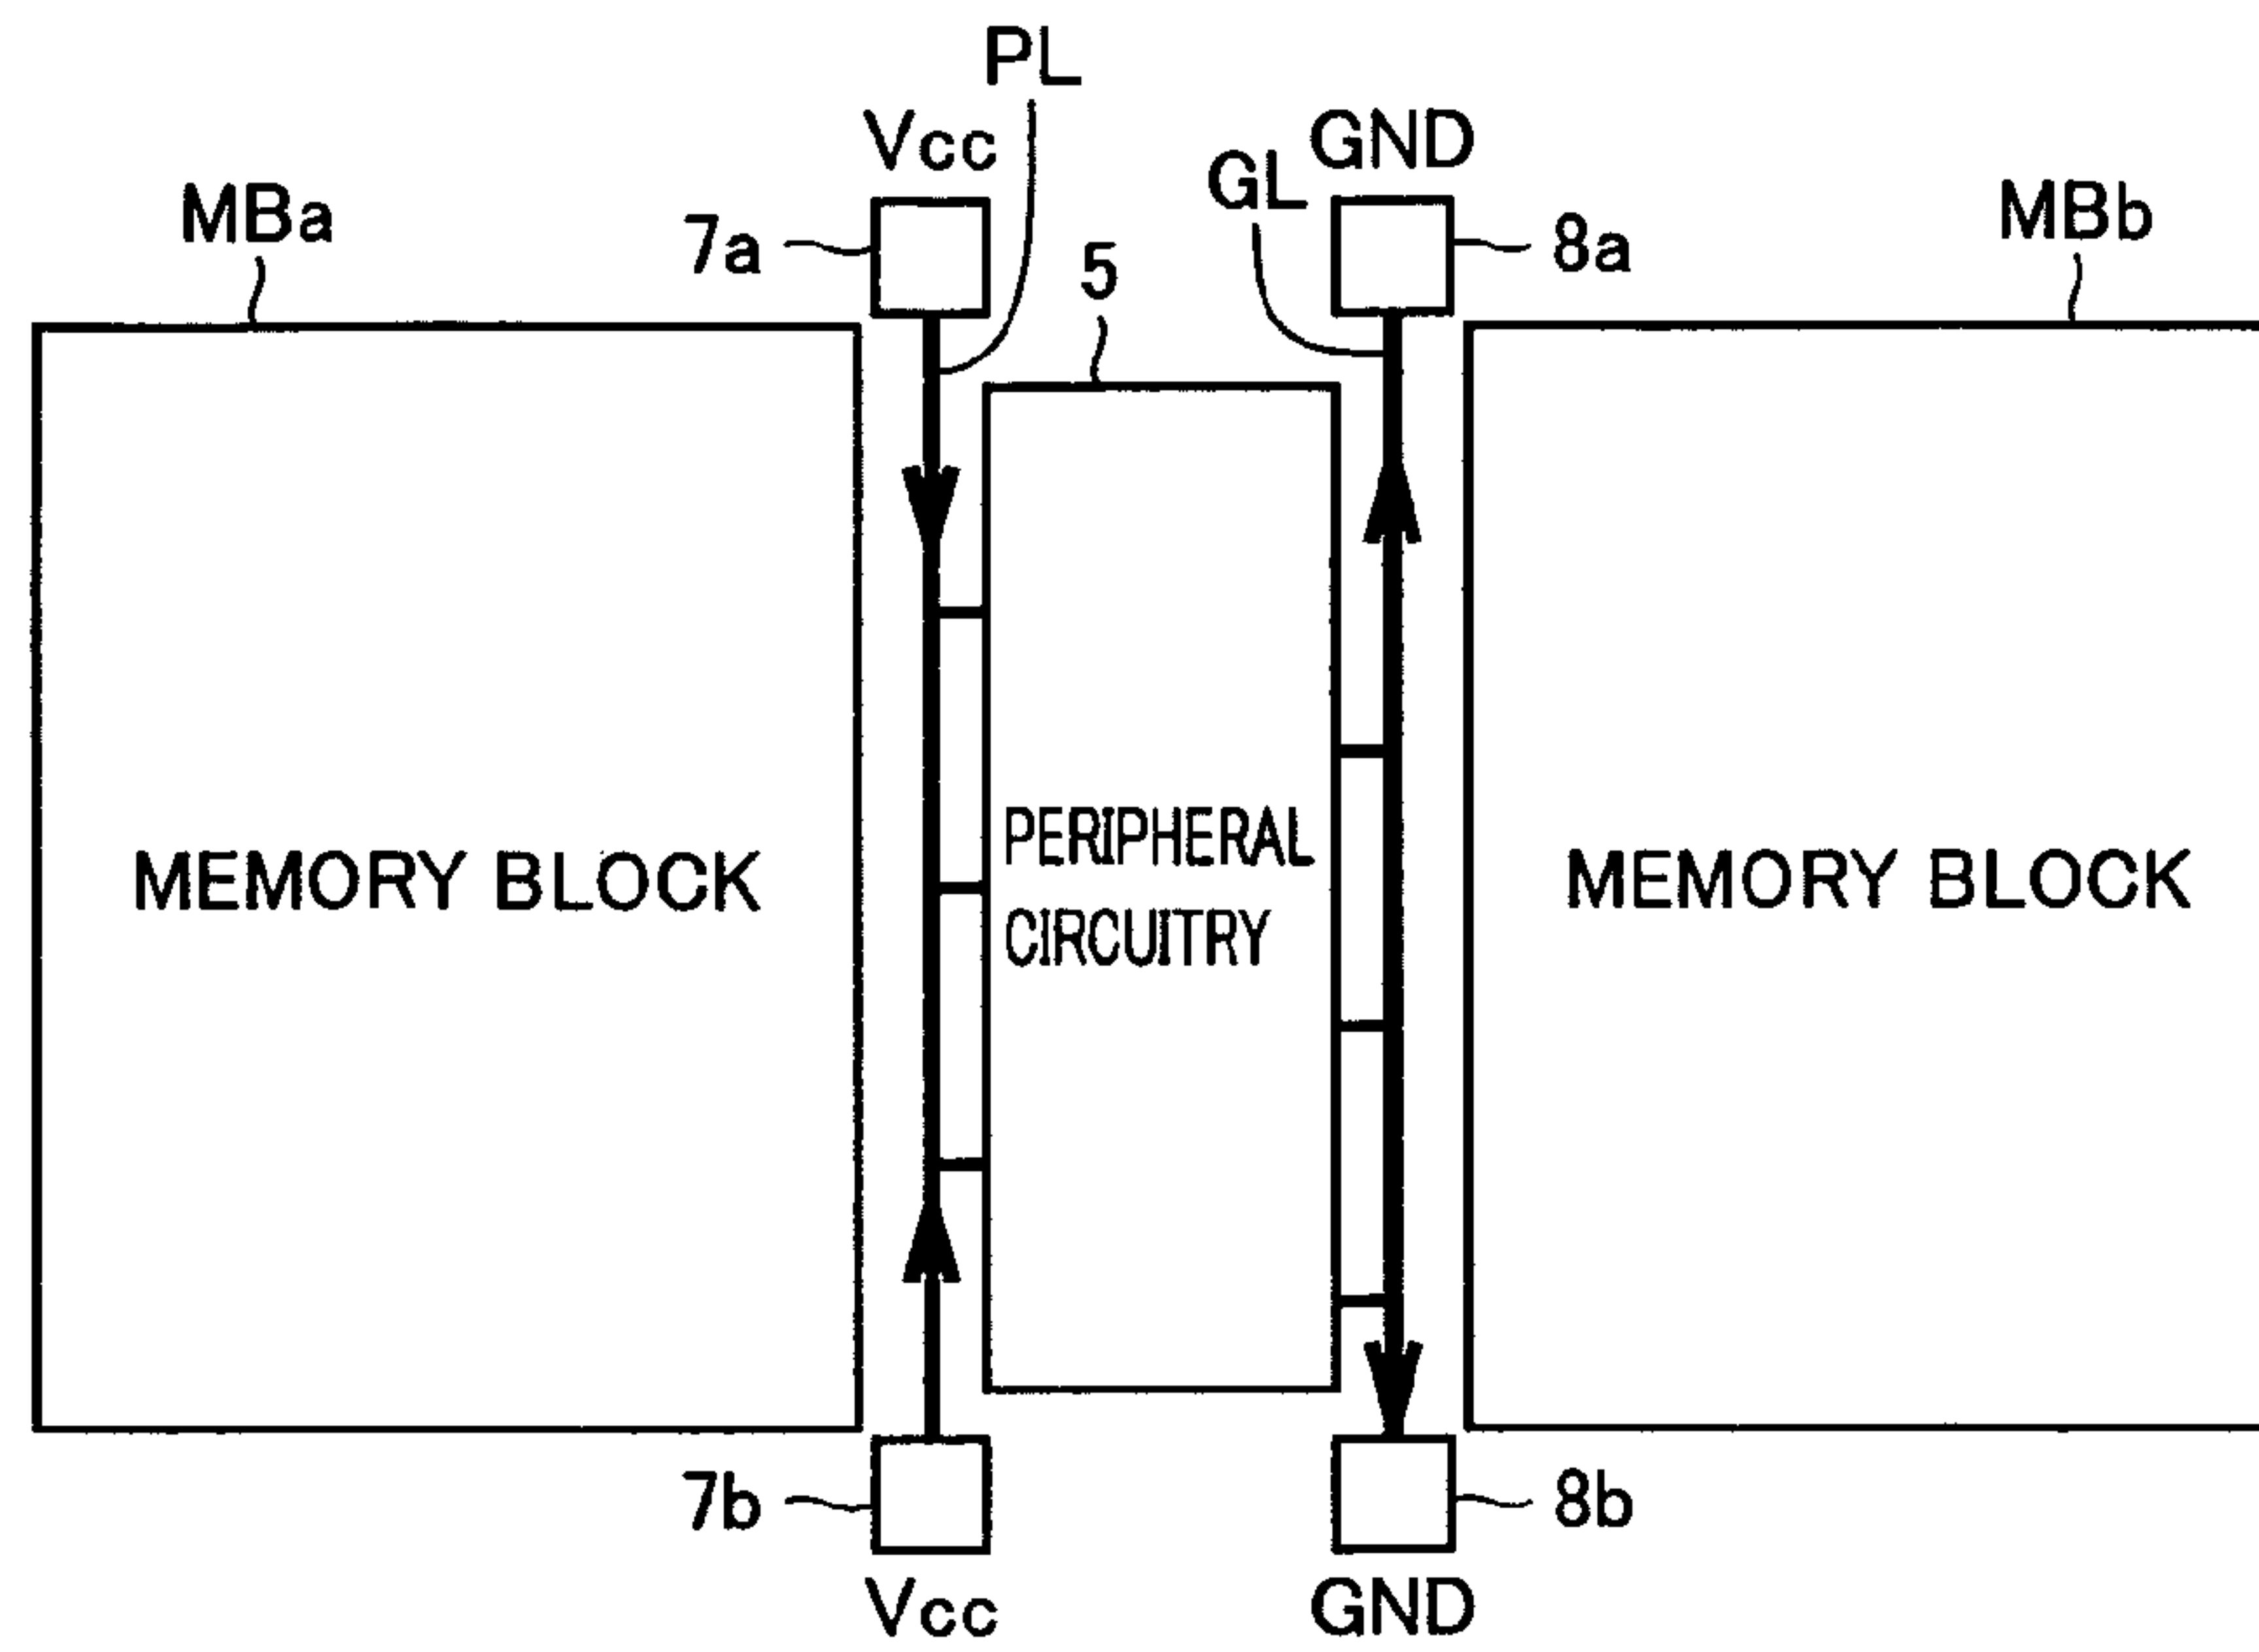 PL
Vcc
GND
GL
MBa
MBb
7a
8a
5
MEMORY BLOCK
PERIPHERAL
CIRCUITRY
MEMORY BLOCK
7b
8b
Vcc
GND